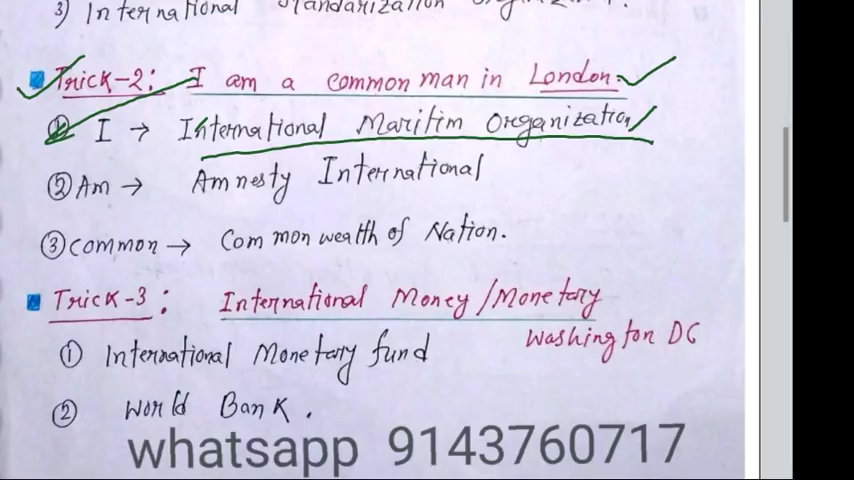 3) International Standarization
Trick-2: I am a common man in London.
① I → International Maritim Organization
② Am → Amnesty International
③ common → Common wealth of Nation.
Trick-3: International Money/Monetary
Washington DC
① International Monetary fund
② World Bank.
whatsapp 9143760717